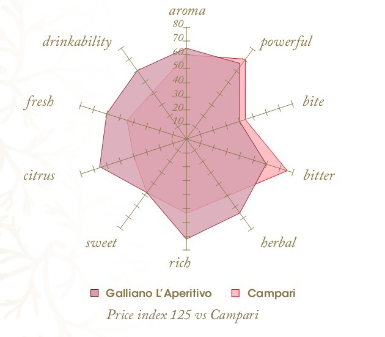 aroma
80
70
60
50
40
30
20
10
drinkability
powerful
fresh
bite
citrus
bitter
sweet
herbal
rich
Galliano L'Aperitivo
Campari
Price index 125 vs Campari